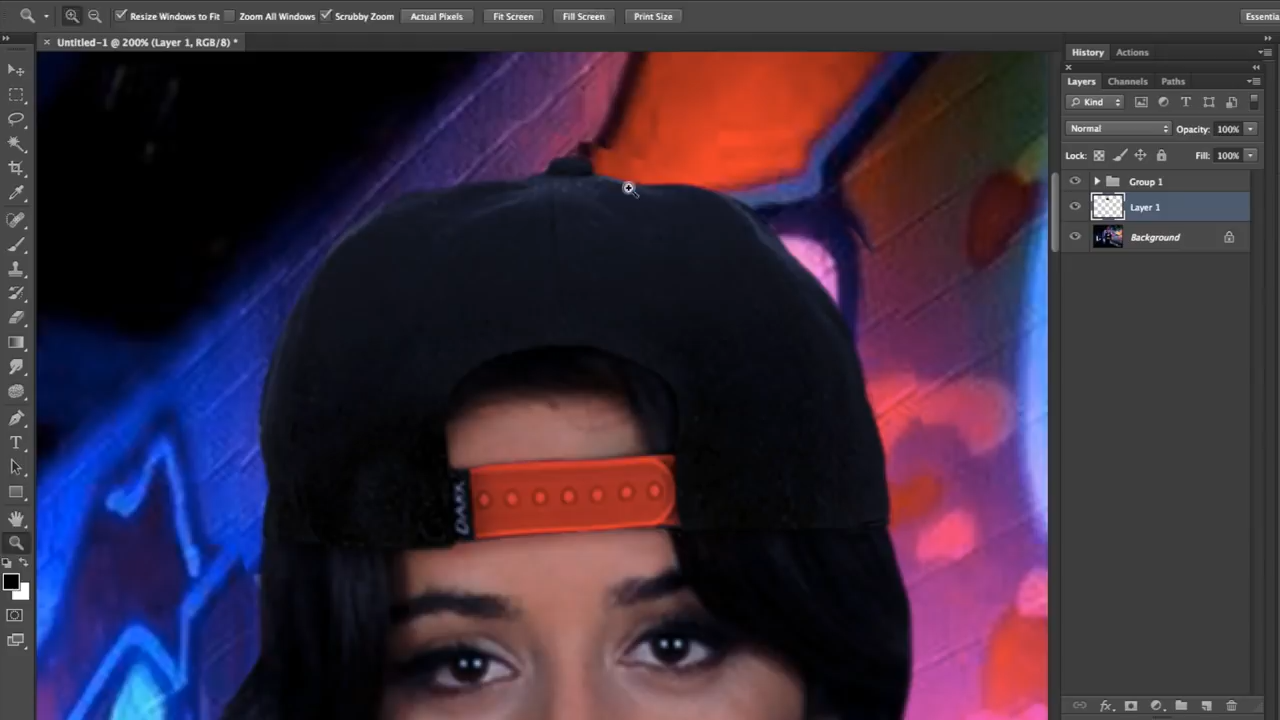 Resize Windows to Fit Zoom All Windows Scrubby Zoom Actual Pixels Fit Screen Fill Screen Print Size Essentia
Untitled-1 @ 200% (Layer 1, RGB/8) *
History Actions
Layers Channels Paths
Kind
Normal Opacity: 100%
Lock: Fill: 100%
Group 1
Layer 1
Background
DARK